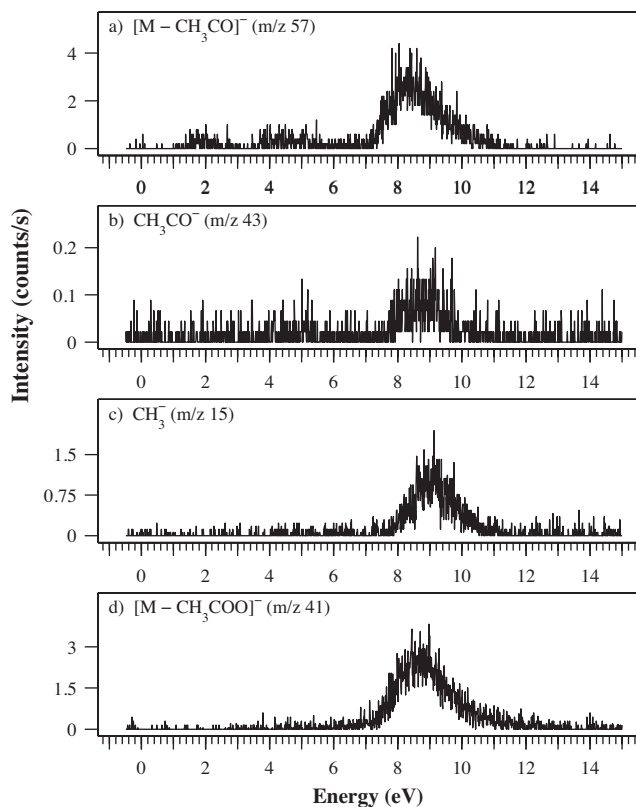 a) [M − CH₃CO]⁻ (m/z 57)
4
2
0
0 2 4 6 8 10 12 14
b) CH₃CO⁻ (m/z 43)
0.2
0.1
0
0 2 4 6 8 10 12 14
Intensity (counts/s)
c) CH₃⁻ (m/z 15)
1.5
0.75
0
0 2 4 6 8 10 12 14
d) [M − CH₃COO]⁻ (m/z 41)
3
1.5
0
0 2 4 6 8 10 12 14
Energy (eV)